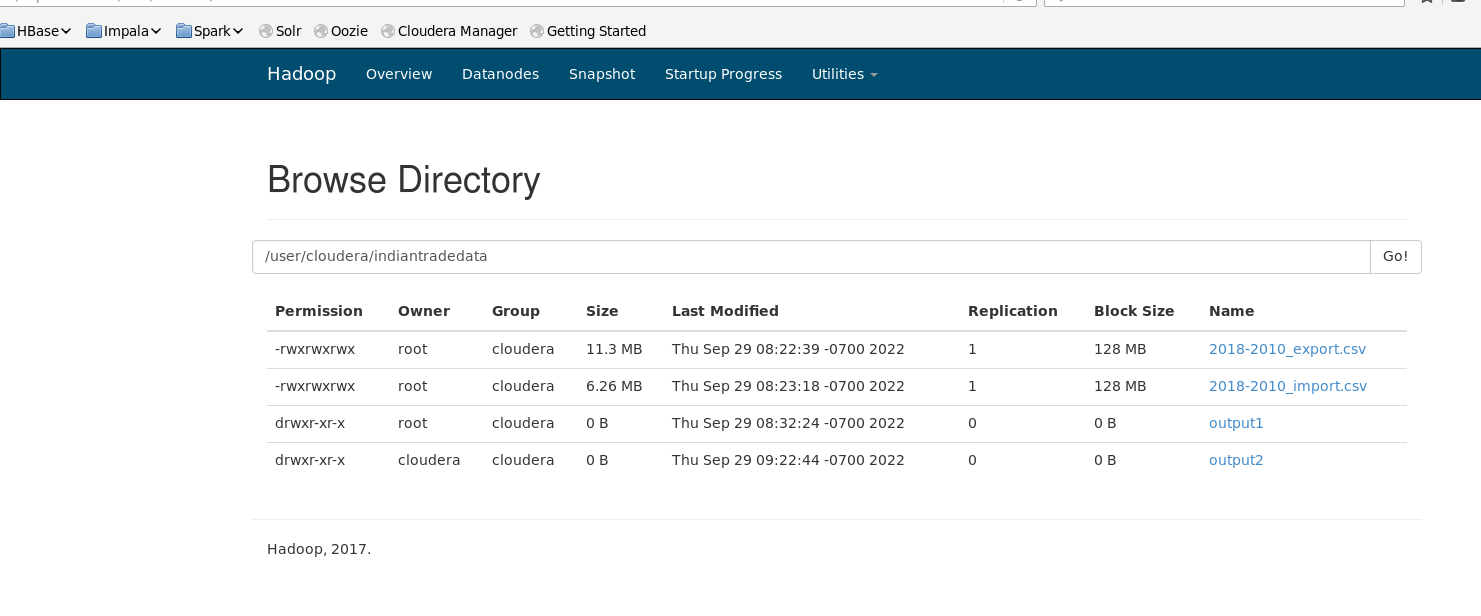 HBase Impala Spark Solr Oozie Cloudera Manager Getting Started
Hadoop Overview Datanodes Snapshot Startup Progress Utilities
Browse Directory
/user/cloudera/indiantradedata Go!
Permission Owner Group Size Last Modified Replication Block Size Name
-rwxrwxrwx root cloudera 11.3 MB Thu Sep 29 08:22:39 -0700 2022 1 128 MB 2018-2010_export.csv
-rwxrwxrwx root cloudera 6.26 MB Thu Sep 29 08:23:18 -0700 2022 1 128 MB 2018-2010_import.csv
drwxr-xr-x root cloudera 0 B Thu Sep 29 08:32:24 -0700 2022 0 0 B output1
drwxr-xr-x cloudera cloudera 0 B Thu Sep 29 09:22:44 -0700 2022 0 0 B output2
Hadoop, 2017.